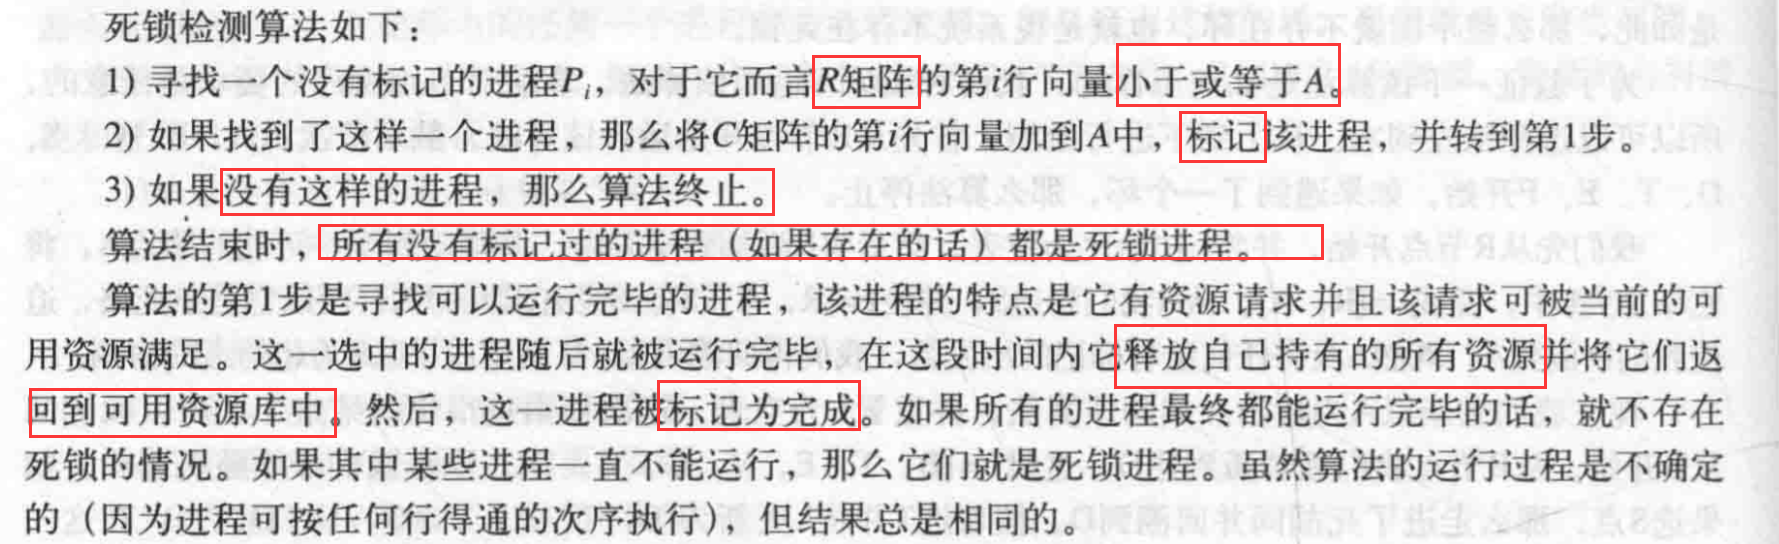 死锁检测算法如下：
1) 寻找一个没有标记的进程Pi，对于它而言R矩阵的第i行向量小于或等于A。
2) 如果找到了这样一个进程，那么将C矩阵的第i行向量加到A中，标记该进程，并转到第1步。
3) 如果没有这样的进程，那么算法终止。
算法结束时，所有没有标记过的进程（如果存在的话）都是死锁进程。
算法的第1步是寻找可以运行完毕的进程，该进程的特点是它有资源请求并且该请求可被当前的可
用资源满足。这一选中的进程随后就被运行完毕，在这段时间内它释放自己持有的所有资源并将它们返
回到可用资源库中。然后，这一进程被标记为完成。如果所有的进程最终都能运行完毕的话，就不存在
死锁的情况。如果其中某些进程一直不能运行，那么它们就是死锁进程。虽然算法的运行过程是不确定
的（因为进程可按任何行得通的次序执行），但结果总是相同的。